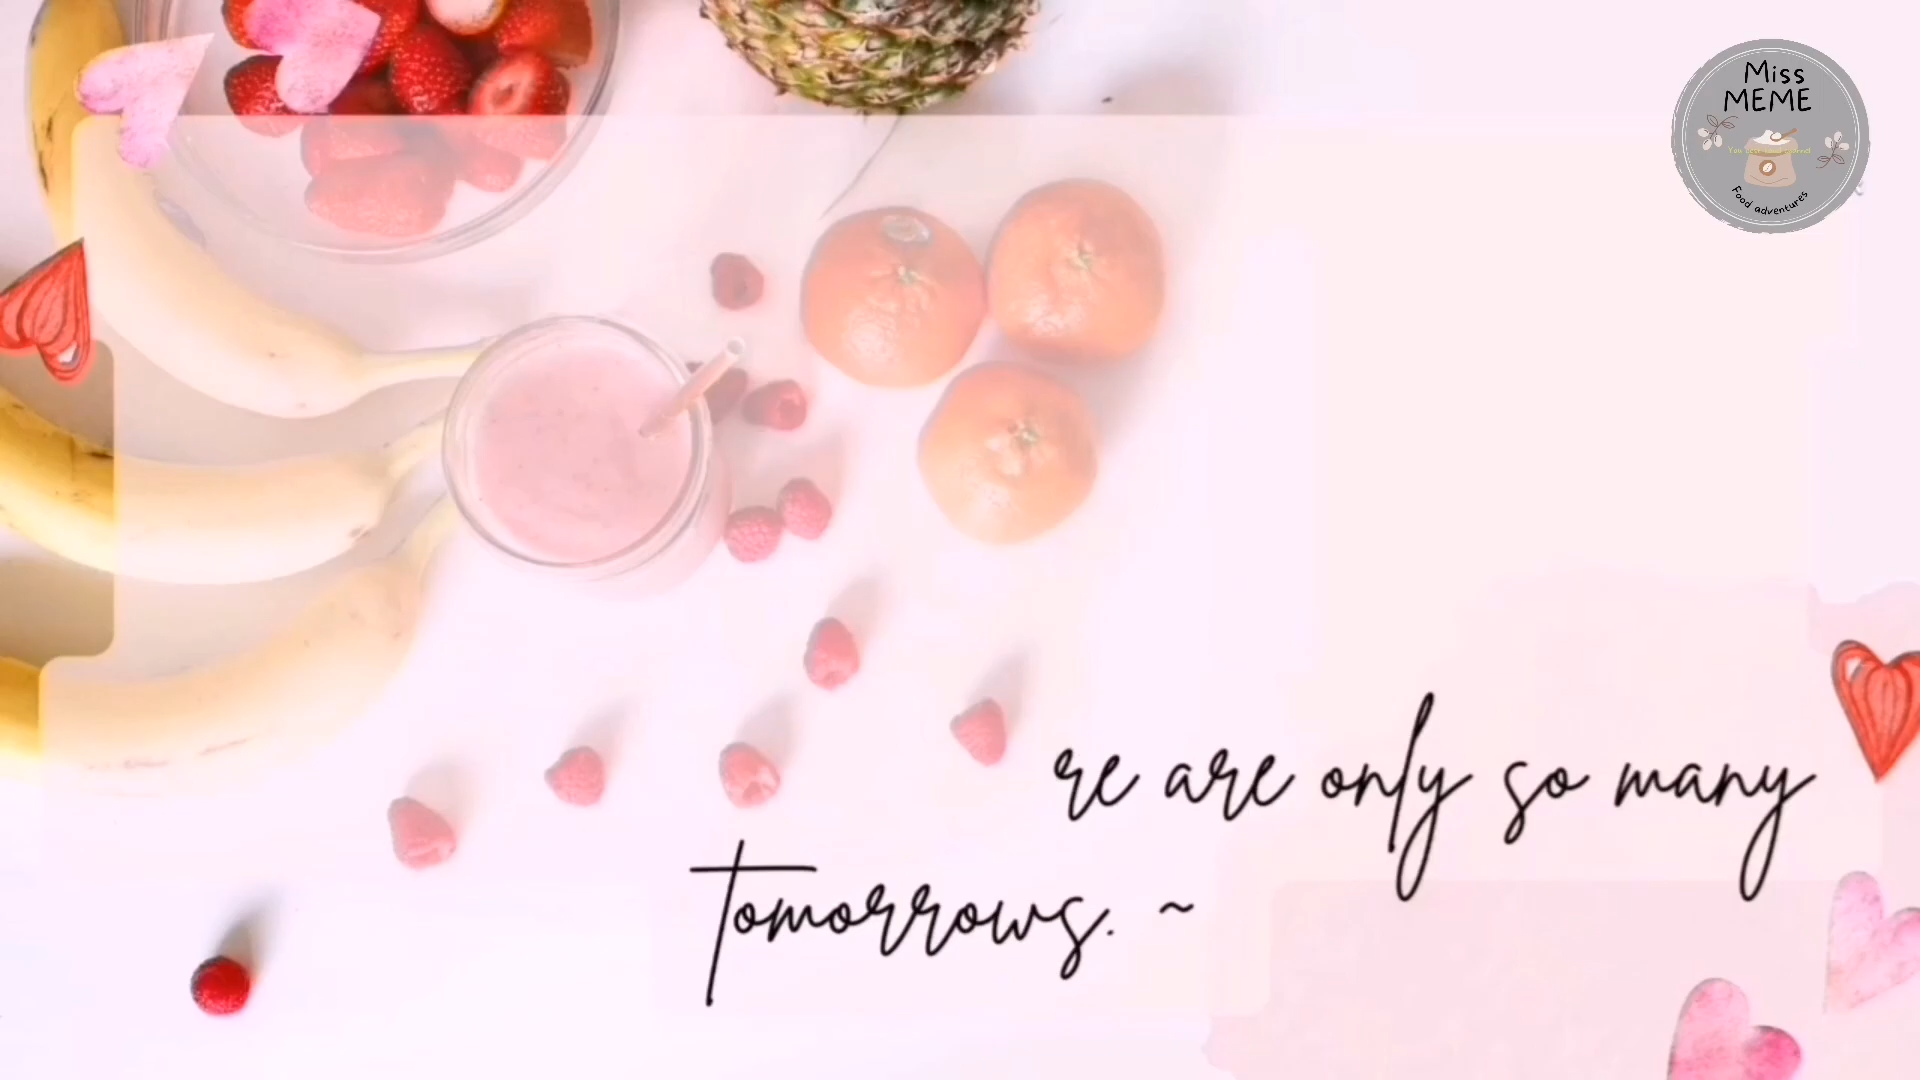 Miss
MEME
Food adventures
re are only so many
tomorrows. ~